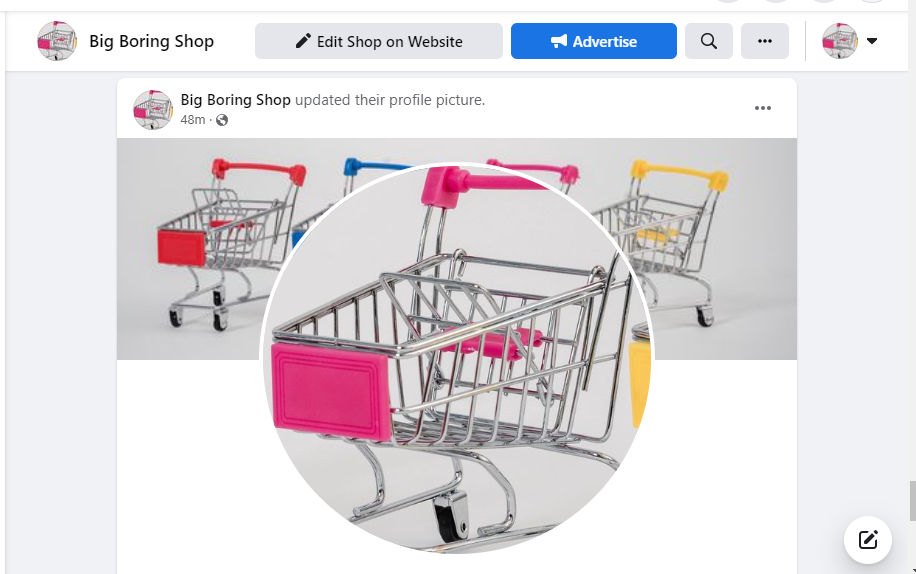 Big Boring Shop
Edit Shop on Website
Advertise
Big Boring Shop updated their profile picture.
48m ·